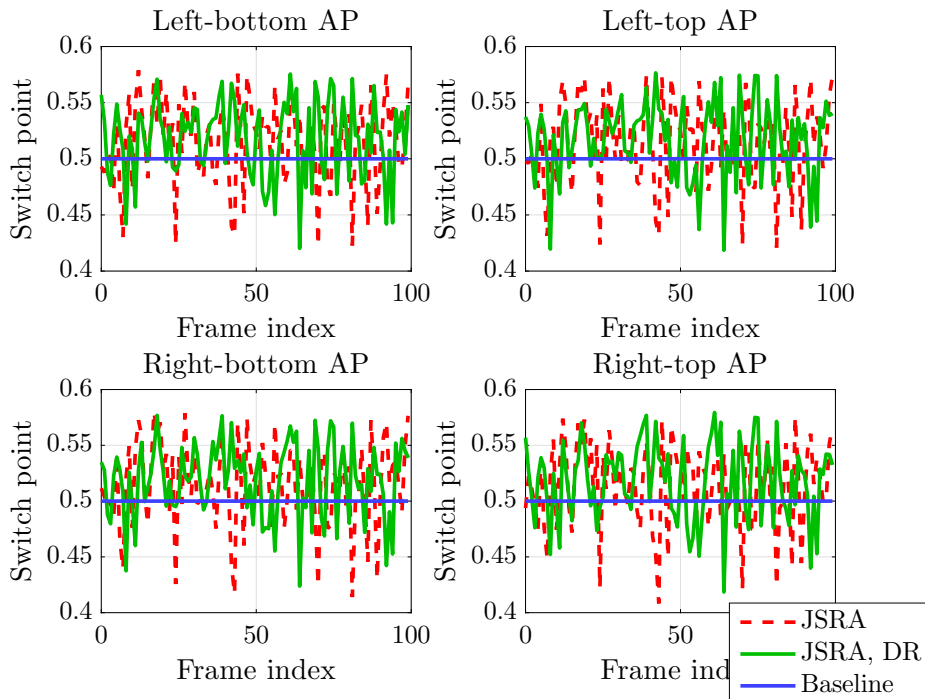 Left-bottom AP
Left-top AP
0.6
0.55
0.5
0.45
0.4
Switch point
0
50
100
Frame index
0.6
0.55
0.5
0.45
0.4
Switch point
0
50
100
Frame index
Right-bottom AP
Right-top AP
0.6
0.55
0.5
0.45
0.4
Switch point
0
50
100
Frame index
0.6
0.55
0.5
0.45
0.4
Switch point
0
Frame ind
JSRA
JSRA, DR
Baseline